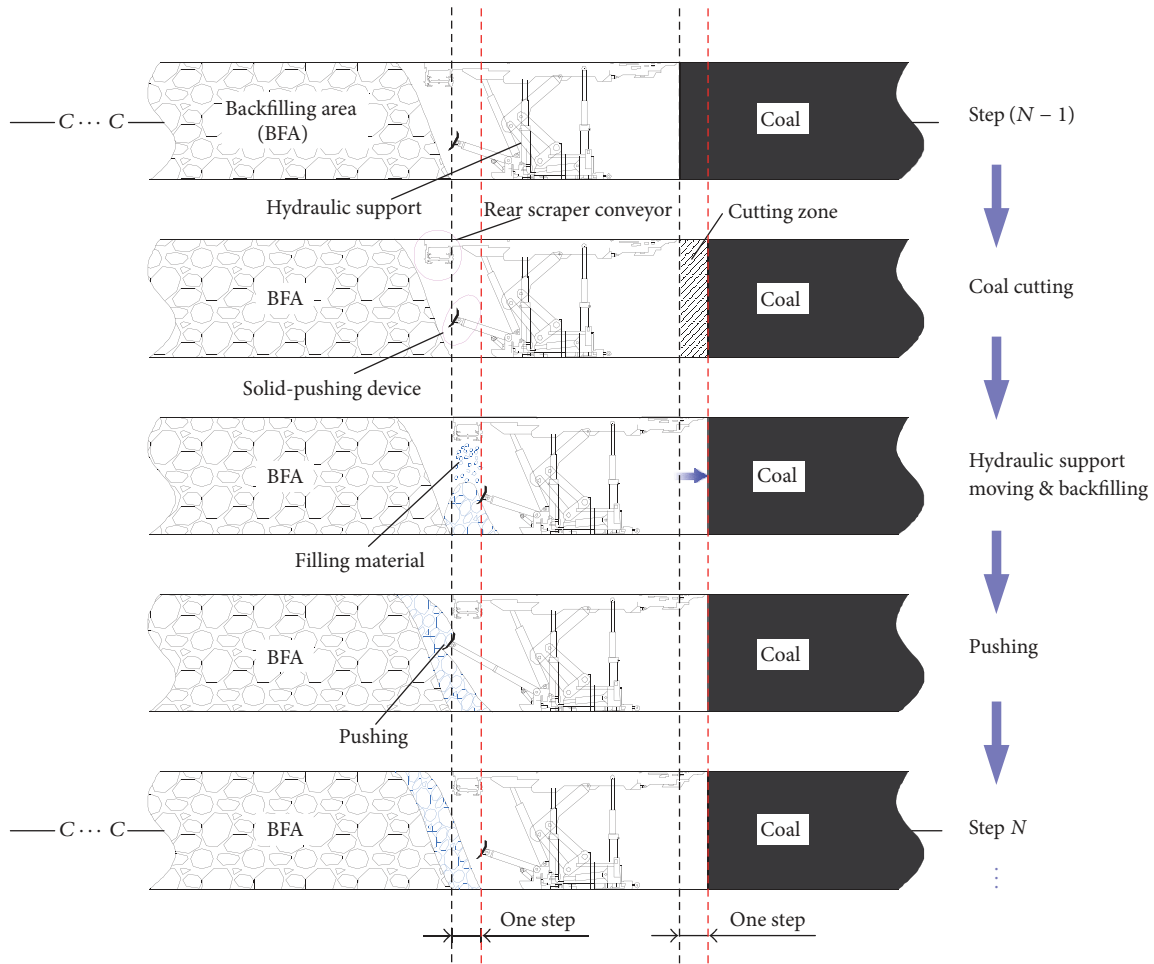 C ⋯ C
Backfilling area
(BFA)
Coal
Step (N − 1)
Hydraulic support
Rear scraper conveyor
Cutting zone
BFA
Coal
Coal cutting
Solid-pushing device
BFA
Coal
Hydraulic support
moving & backfilling
Filling material
BFA
Coal
Pushing
Pushing
C ⋯ C
BFA
Coal
Step N
⋮
One step
One step